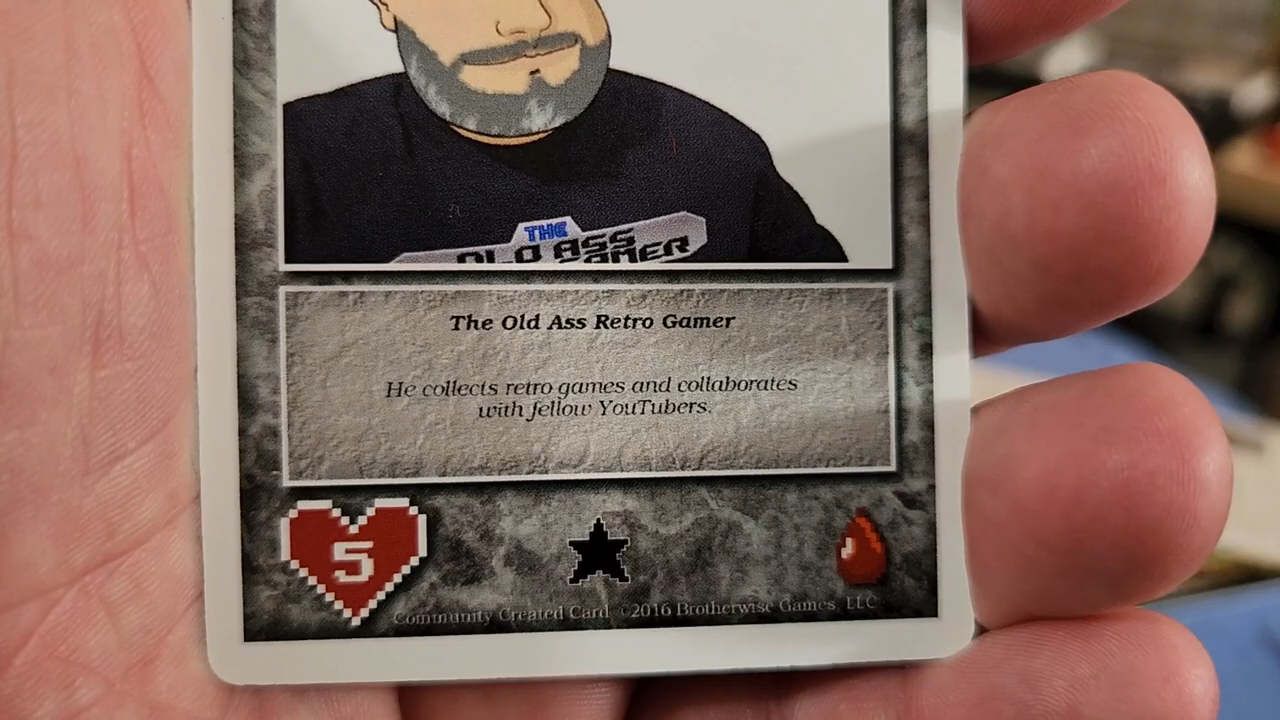 THE
OLD ASS
GAMER
The Old Ass Retro Gamer
He collects retro games and collaborates
with fellow YouTubers.
5
Community Created Card ©2016 Brotherwise Games, LLC